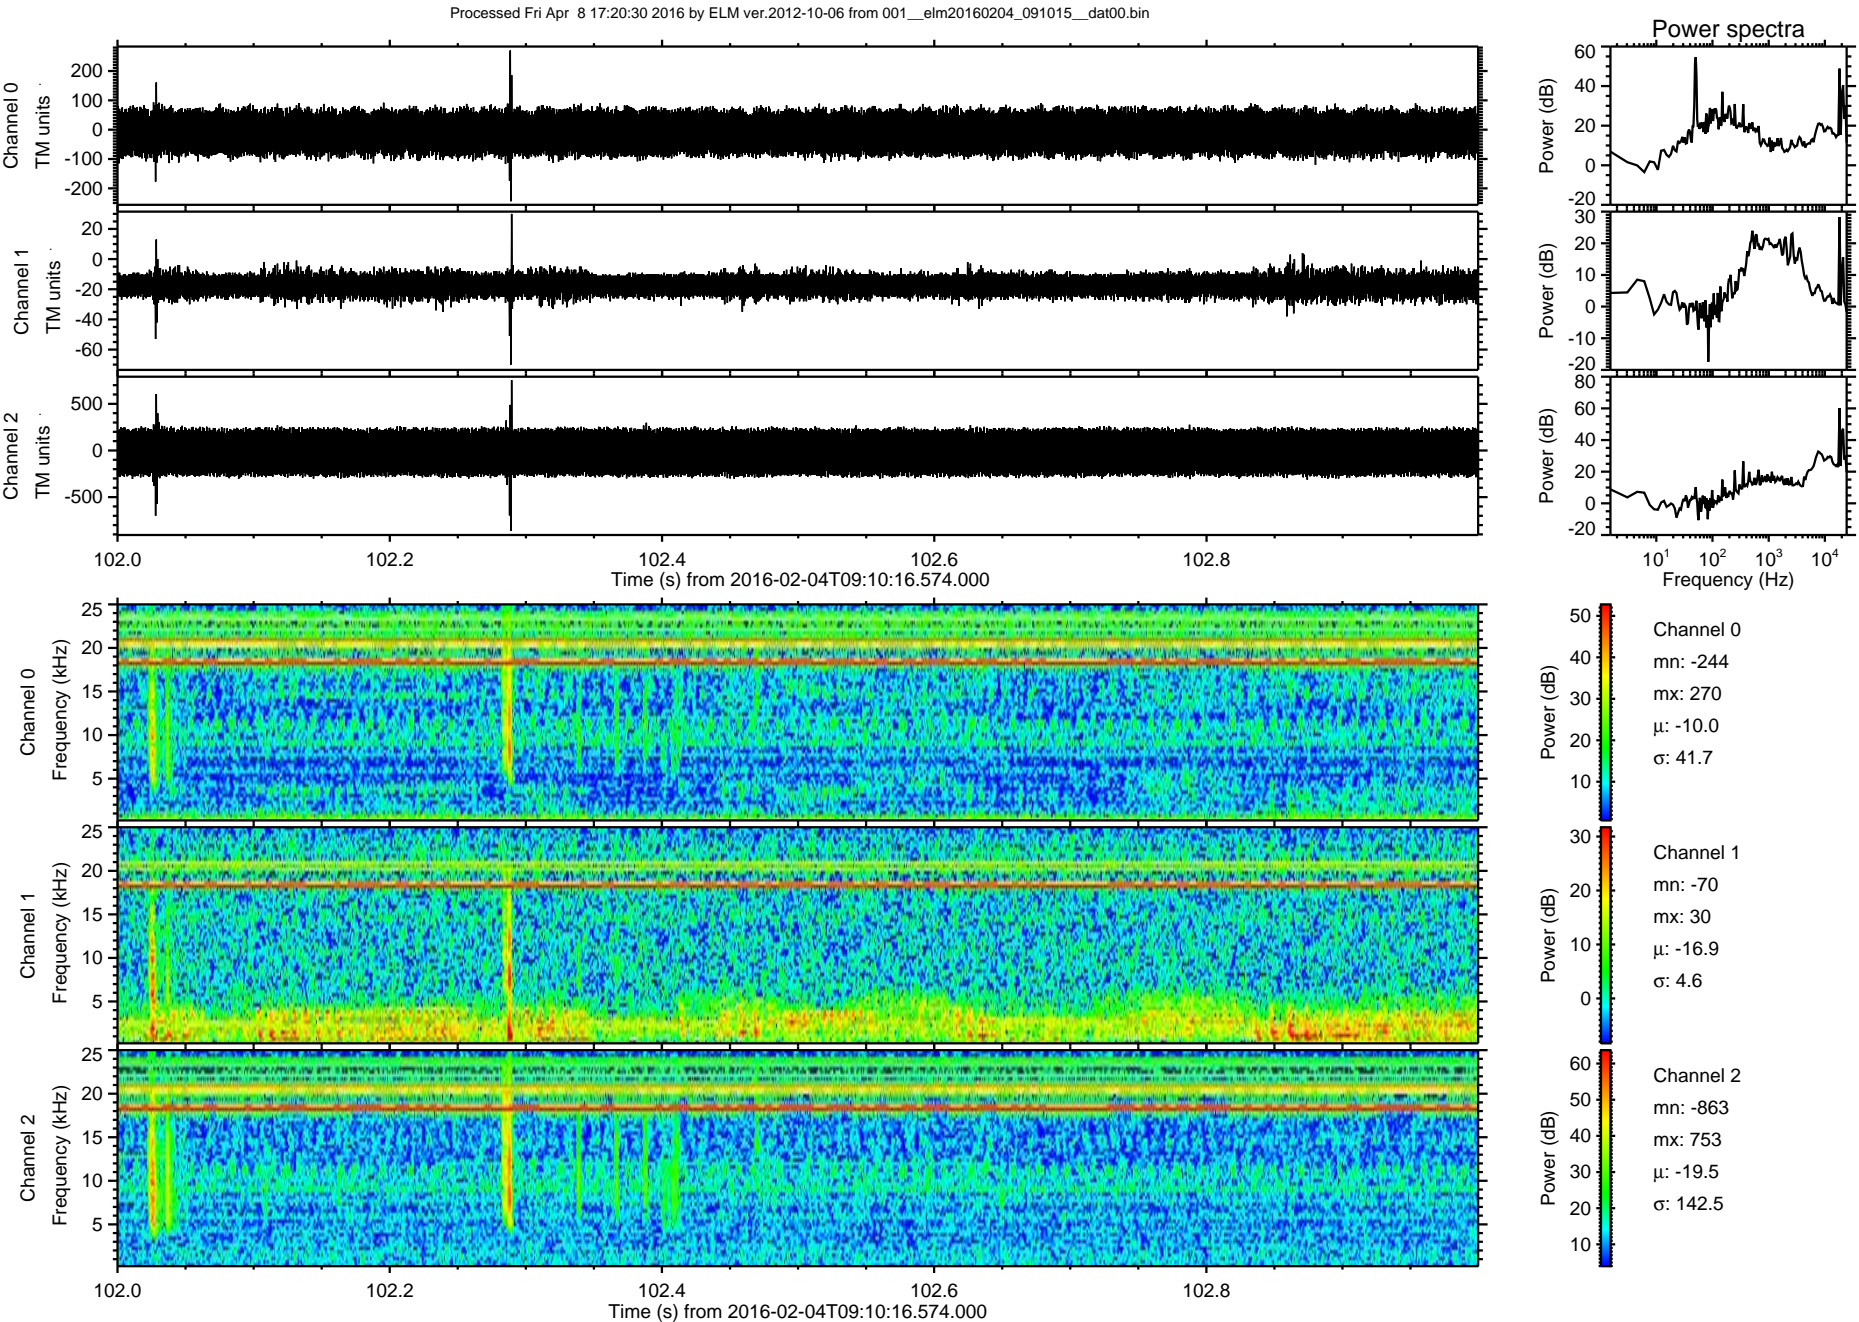 Processed Fri Apr  8 17:20:30 2016 by ELM ver.2012-10-06 from 001__elm20160204_091015__dat00.bin
Power spectra
Channel 0
TM units
200
100
0
-100
-200
Power (dB)
60
40
20
0
-20
Channel 1
TM units
20
0
-20
-40
-60
Power (dB)
30
20
10
0
-10
-20
Channel 2
TM units
500
0
-500
Power (dB)
80
60
40
20
0
-20
102.0 102.2 102.4 102.6 102.8
Time (s) from 2016-02-04T09:10:16.574.000
10^1 10^2 10^3 10^4
Frequency (Hz)
Channel 0
Frequency (kHz)
25
20
15
10
5
Power (dB)
50
40
30
20
10
Channel 0
mn: -244
mx: 270
μ: -10.0
σ: 41.7
Channel 1
Frequency (kHz)
25
20
15
10
5
Power (dB)
30
20
10
0
Channel 1
mn: -70
mx: 30
μ: -16.9
σ: 4.6
Channel 2
Frequency (kHz)
25
20
15
10
5
Power (dB)
60
50
40
30
20
10
Channel 2
mn: -863
mx: 753
μ: -19.5
σ: 142.5
102.0 102.2 102.4 102.6 102.8
Time (s) from 2016-02-04T09:10:16.574.000